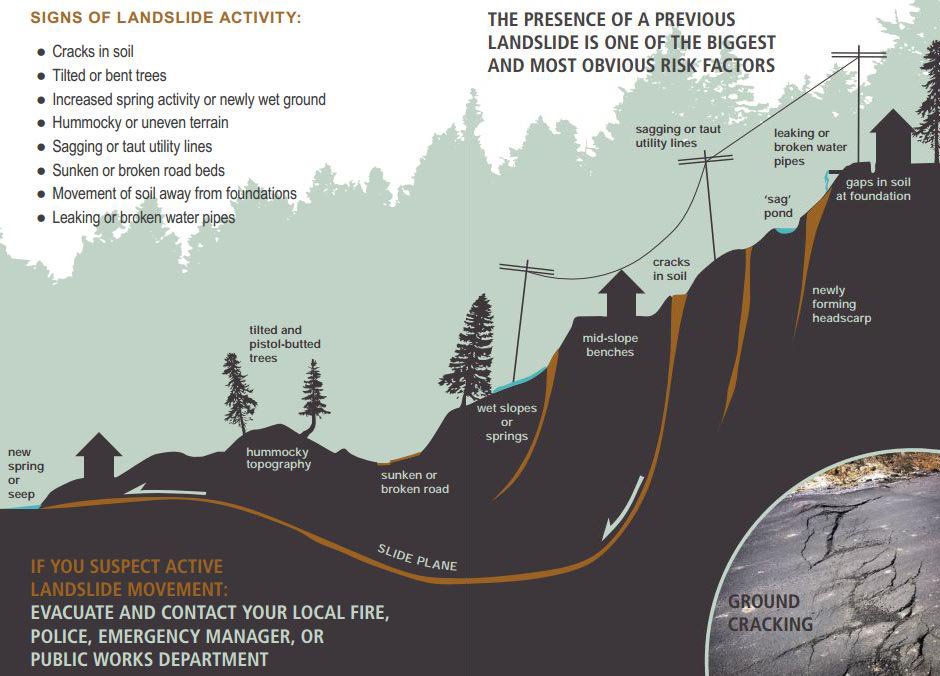 SIGNS OF LANDSLIDE ACTIVITY:
● Cracks in soil
● Tilted or bent trees
● Increased spring activity or newly wet ground
● Hummocky or uneven terrain
● Sagging or taut utility lines
● Sunken or broken road beds
● Movement of soil away from foundations
● Leaking or broken water pipes
THE PRESENCE OF A PREVIOUS
LANDSLIDE IS ONE OF THE BIGGEST
AND MOST OBVIOUS RISK FACTORS
sagging or taut
utility lines
leaking or
broken water
pipes
gaps in soil
at foundation
'sag'
pond
cracks
in soil
newly
forming
headscarp
mid-slope
benches
tilted and
pistol-butted
trees
wet slopes
or
springs
hummocky
topography
sunken or
broken road
new
spring
or
seep
SLIDE PLANE
IF YOU SUSPECT ACTIVE
LANDSLIDE MOVEMENT:
EVACUATE AND CONTACT YOUR LOCAL FIRE,
POLICE, EMERGENCY MANAGER, OR
PUBLIC WORKS DEPARTMENT
GROUND
CRACKING